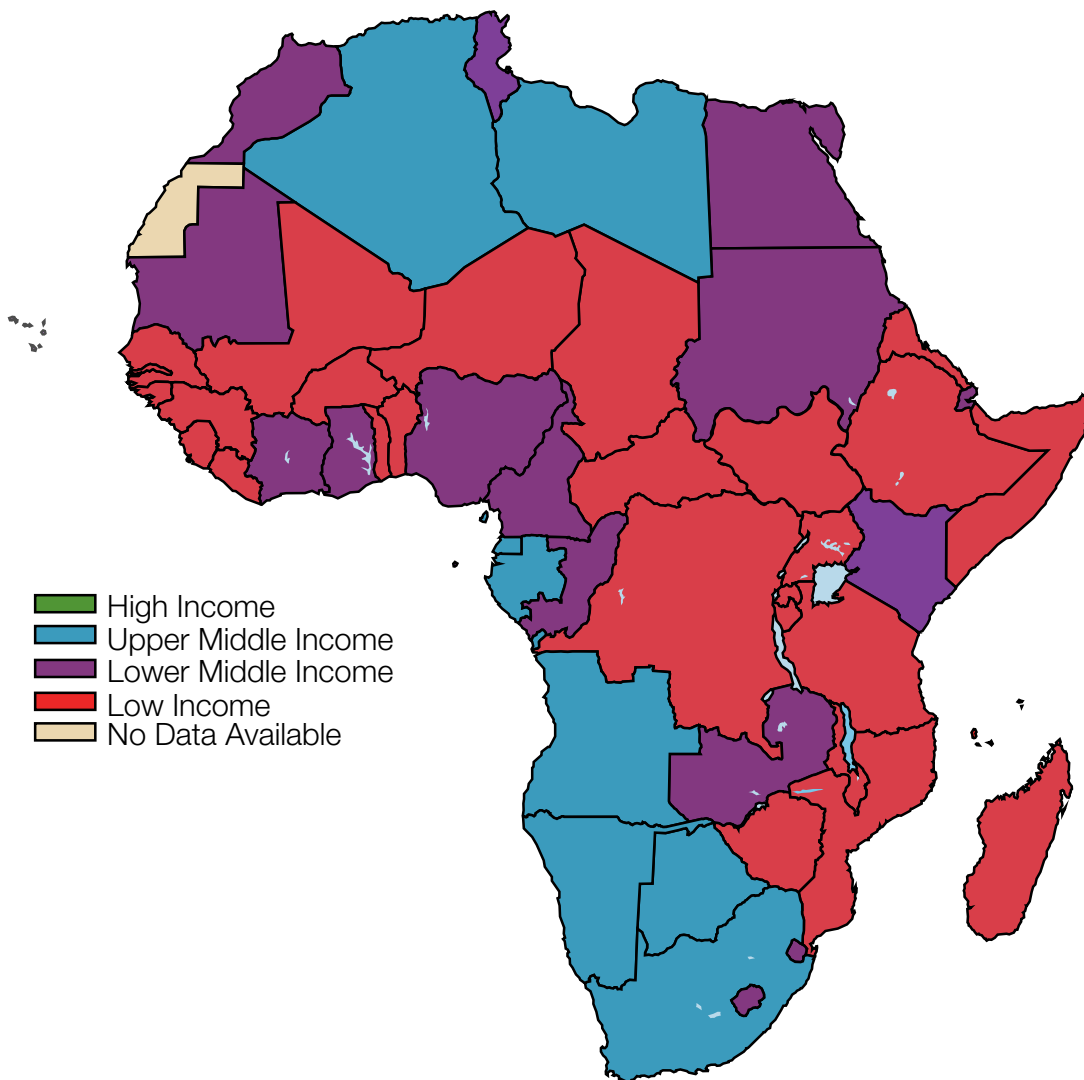 High Income
Upper Middle Income
Lower Middle Income
Low Income
No Data Available